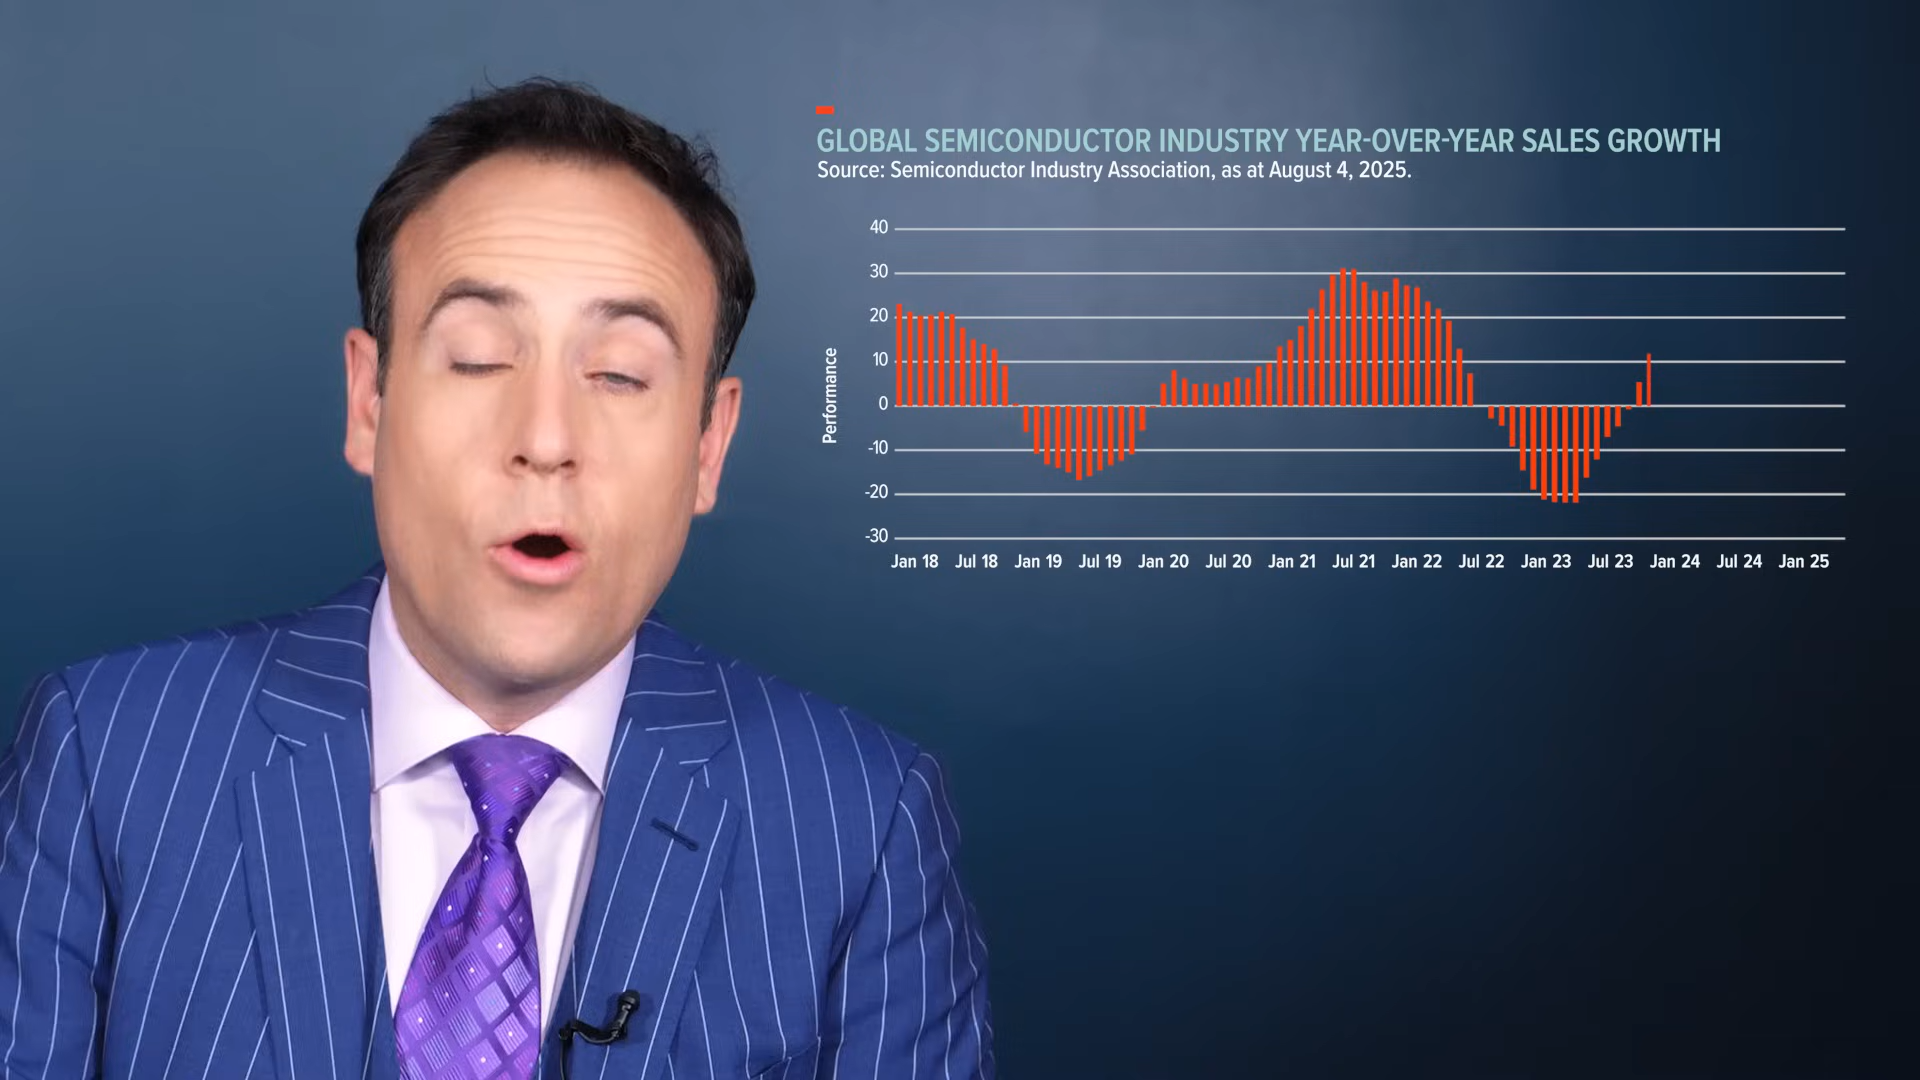 GLOBAL SEMICONDUCTOR INDUSTRY YEAR-OVER-YEAR SALES GROWTH
Source: Semiconductor Industry Association, as at August 4, 2025.
Performance
40
30
20
10
0
-10
-20
-30
Jan 18 Jul 18 Jan 19 Jul 19 Jan 20 Jul 20 Jan 21 Jul 21 Jan 22 Jul 22 Jan 23 Jul 23 Jan 24 Jul 24 Jan 25